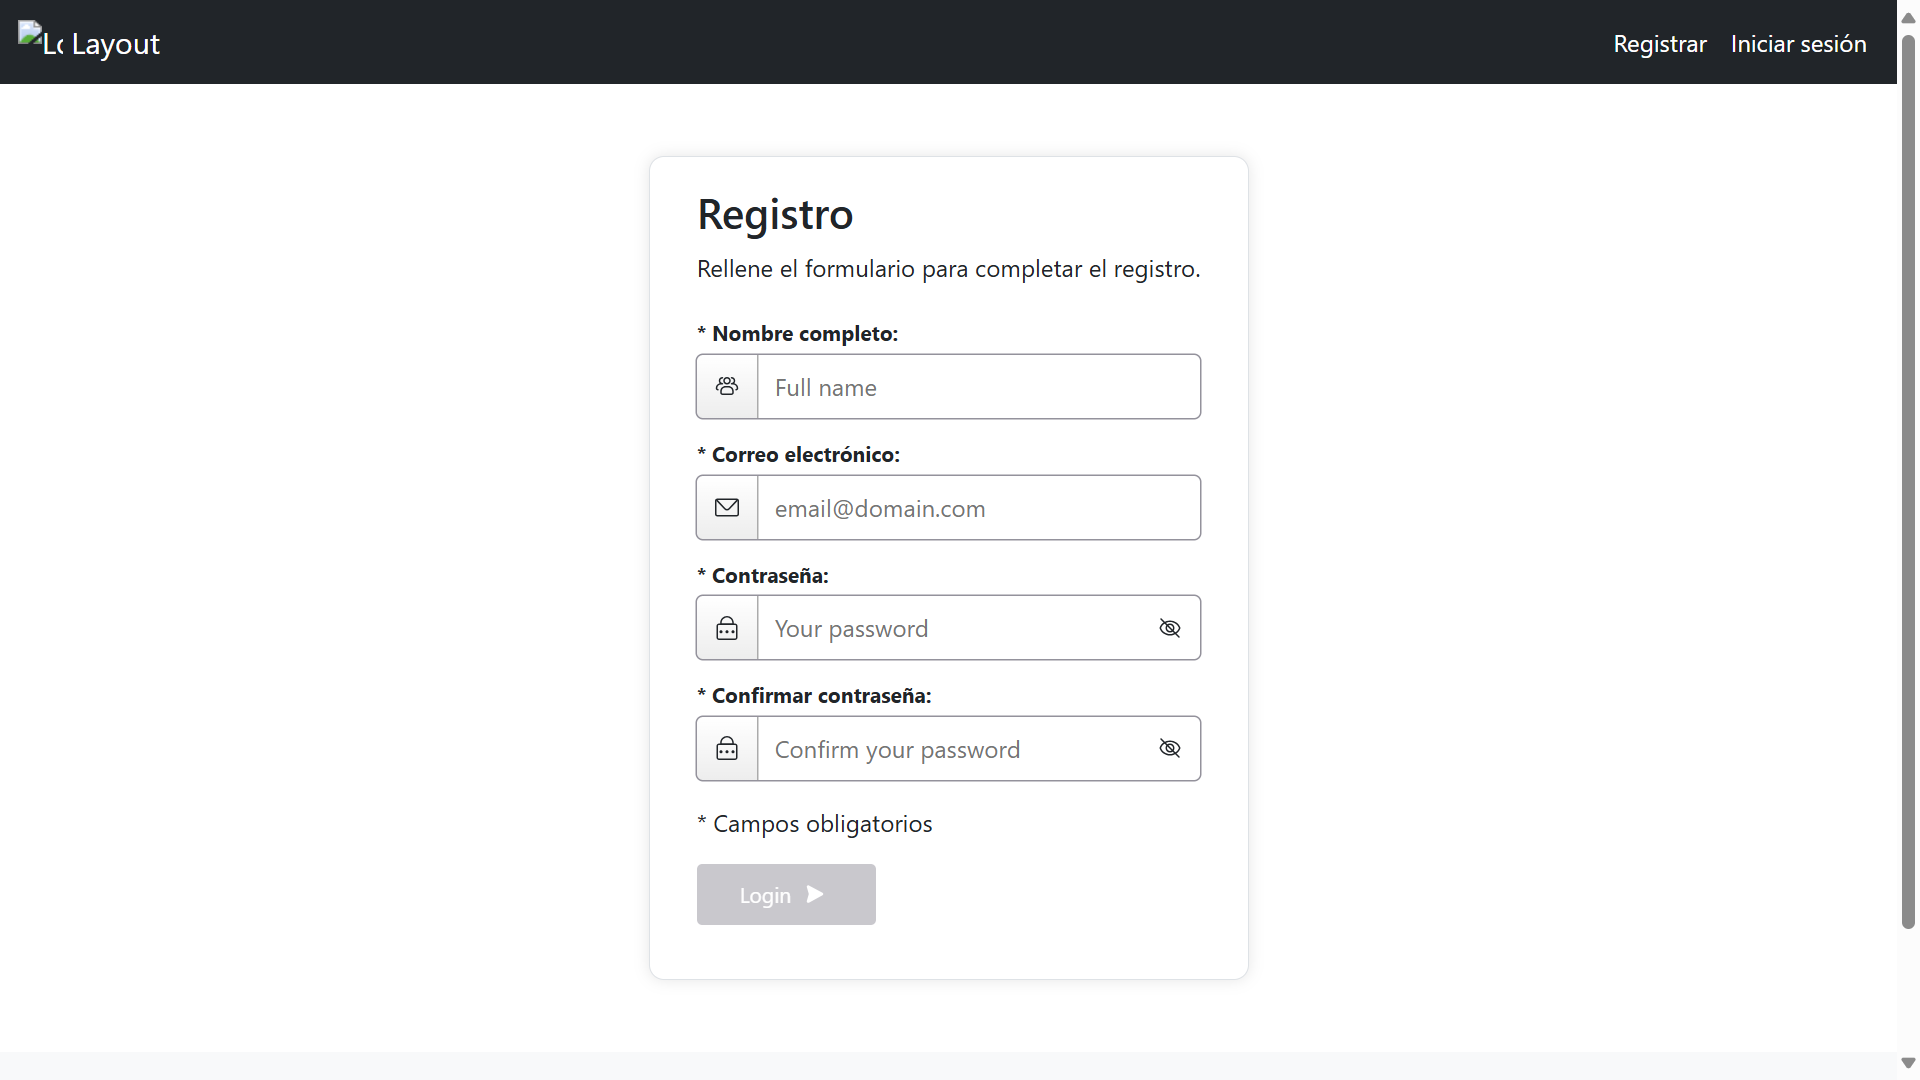 Lo Layout
Registrar Iniciar sesión
Registro
Rellene el formulario para completar el registro.
* Nombre completo:
Full name
* Correo electrónico:
email@domain.com
* Contraseña:
Your password
* Confirmar contraseña:
Confirm your password
* Campos obligatorios
Login